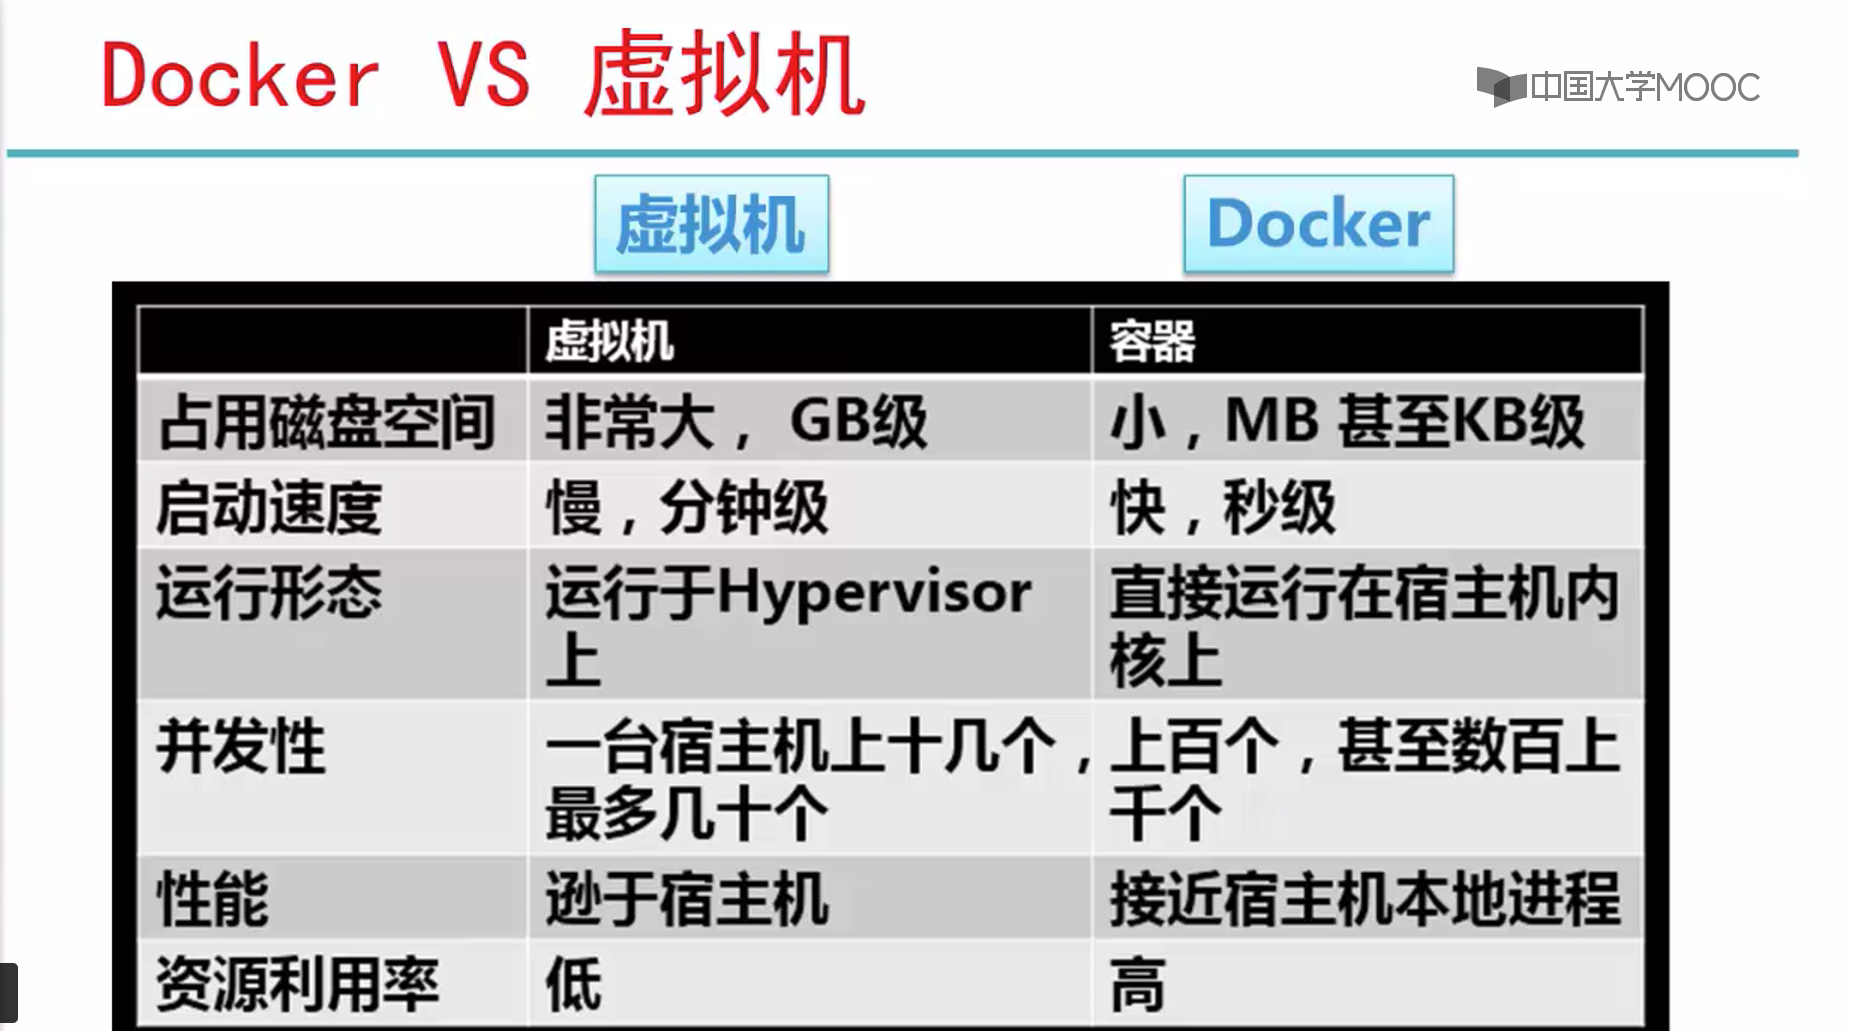 Docker VS 虚拟机
中国大学MOOC
虚拟机
Docker
虚拟机
容器
占用磁盘空间
非常大， GB级
小，MB 甚至KB级
启动速度
慢，分钟级
快，秒级
运行形态
运行于Hypervisor
上
直接运行在宿主机内
核上
并发性
一台宿主机上十几个，
最多几十个
上百个，甚至数百上
千个
性能
逊于宿主机
接近宿主机本地进程
资源利用率
低
高